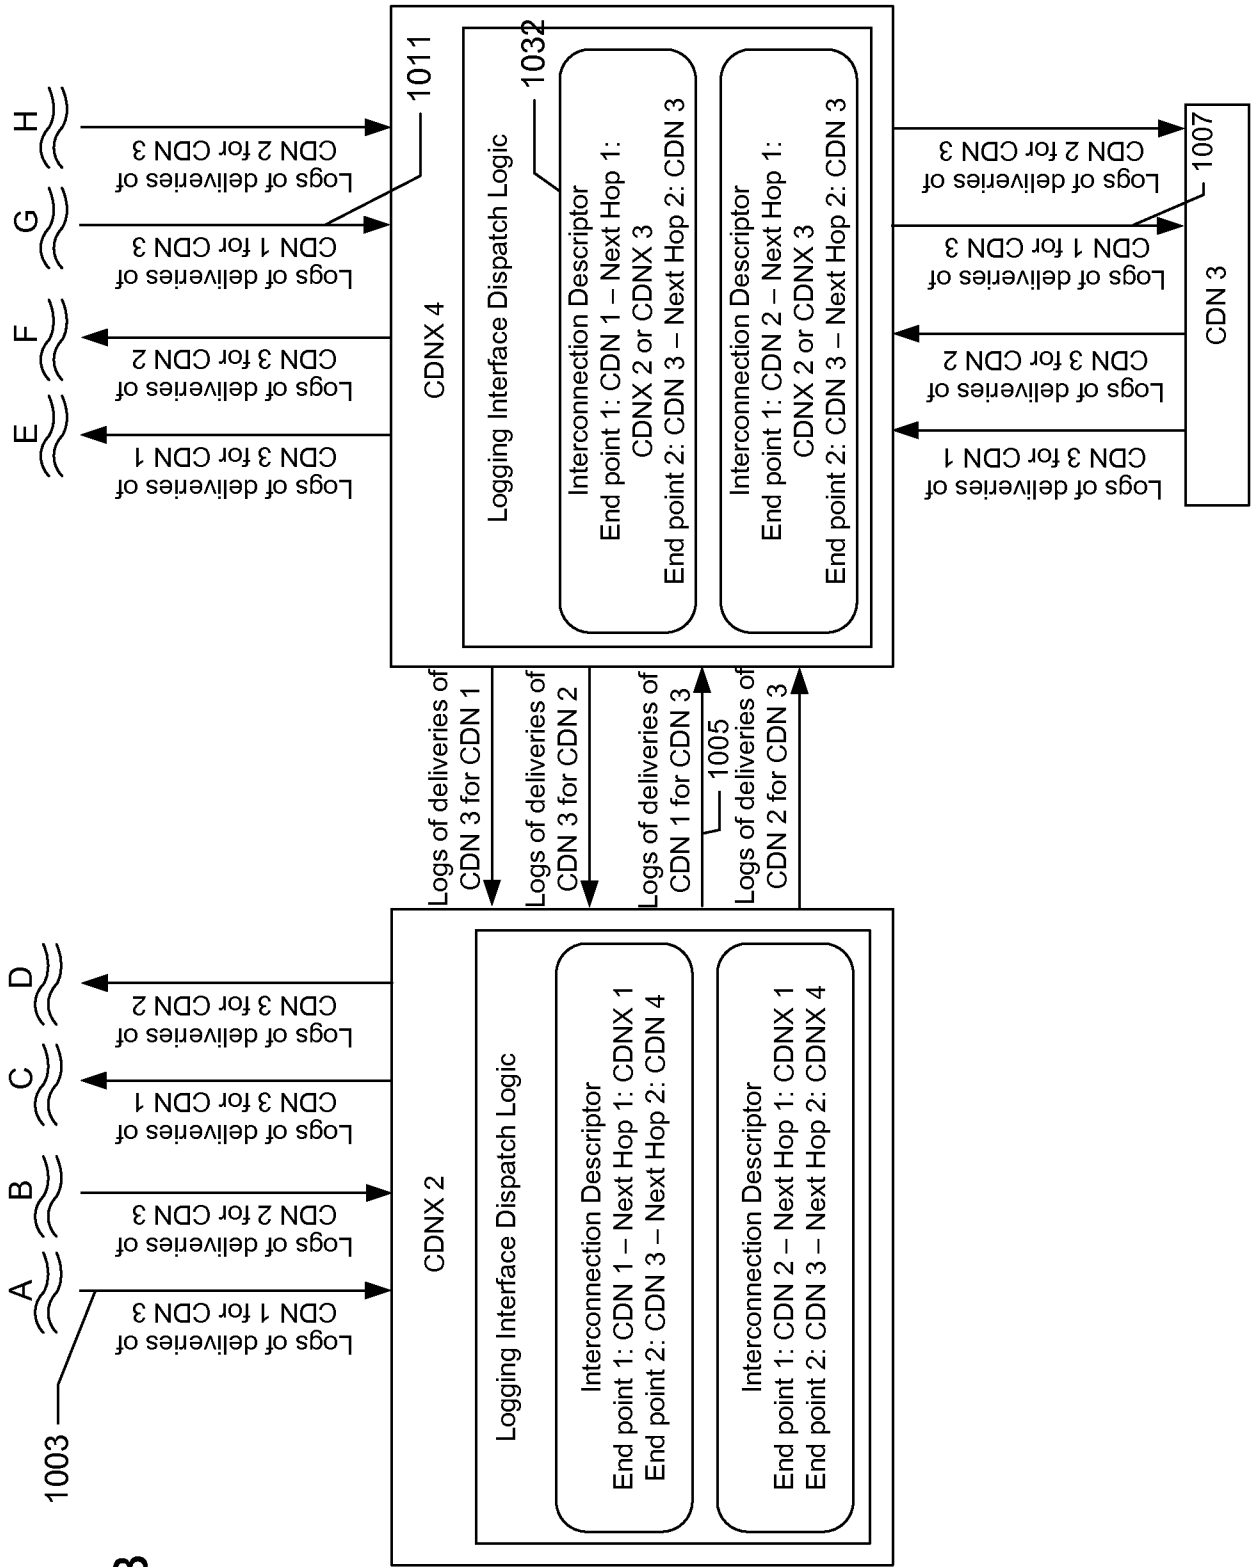 H
G
F
E
Logs of deliveries of
CDN 2 for CDN 3
Logs of deliveries of
CDN 1 for CDN 3
Logs of deliveries of
CDN 3 for CDN 2
Logs of deliveries of
CDN 3 for CDN 1
1011
CDNX 4
Logging Interface Dispatch Logic
1032
Interconnection Descriptor
End point 1: CDN 1 – Next Hop 1:
CDNX 2 or CDNX 3
End point 2: CDN 3 – Next Hop 2: CDN 3
Interconnection Descriptor
End point 1: CDN 2 – Next Hop 1:
CDNX 2 or CDNX 3
End point 2: CDN 3 – Next Hop 2: CDN 3
Logs of deliveries of
CDN 2 for CDN 3
Logs of deliveries of
CDN 1 for CDN 3
Logs of deliveries of
CDN 3 for CDN 2
Logs of deliveries of
CDN 3 for CDN 1
1007
CDN 3
Logs of deliveries of
CDN 3 for CDN 1
Logs of deliveries of
CDN 3 for CDN 2
Logs of deliveries of
CDN 1 for CDN 3
1005
Logs of deliveries of
CDN 2 for CDN 3
D
C
B
A
Logs of deliveries of
CDN 3 for CDN 2
Logs of deliveries of
CDN 3 for CDN 1
Logs of deliveries of
CDN 2 for CDN 3
Logs of deliveries of
CDN 1 for CDN 3
1003
CDNX 2
Logging Interface Dispatch Logic
Interconnection Descriptor
End point 1: CDN 1 – Next Hop 1: CDNX 1
End point 2: CDN 3 – Next Hop 2: CDN 4
Interconnection Descriptor
End point 1: CDN 2 – Next Hop 1: CDNX 1
End point 2: CDN 3 – Next Hop 2: CDNX 4